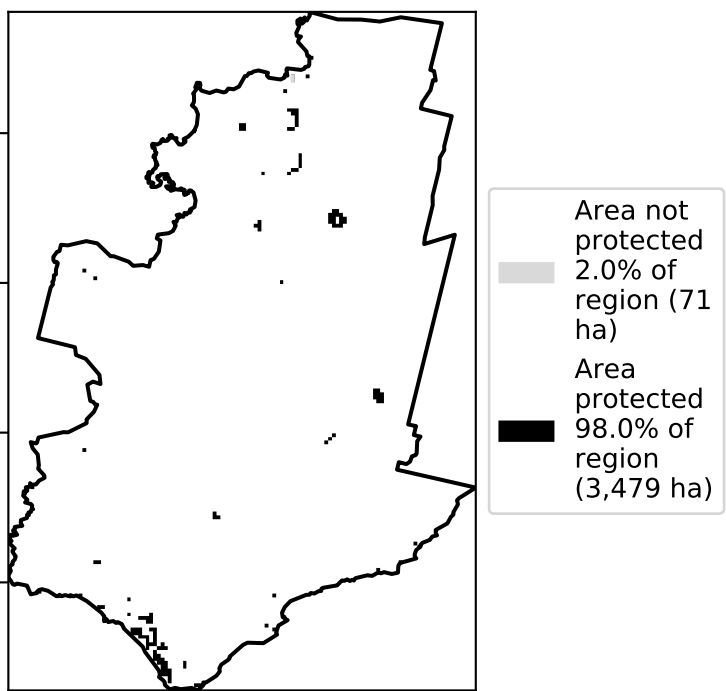 Area not
protected
2.0% of
region (71
ha)
Area
protected
98.0% of
region
(3,479 ha)